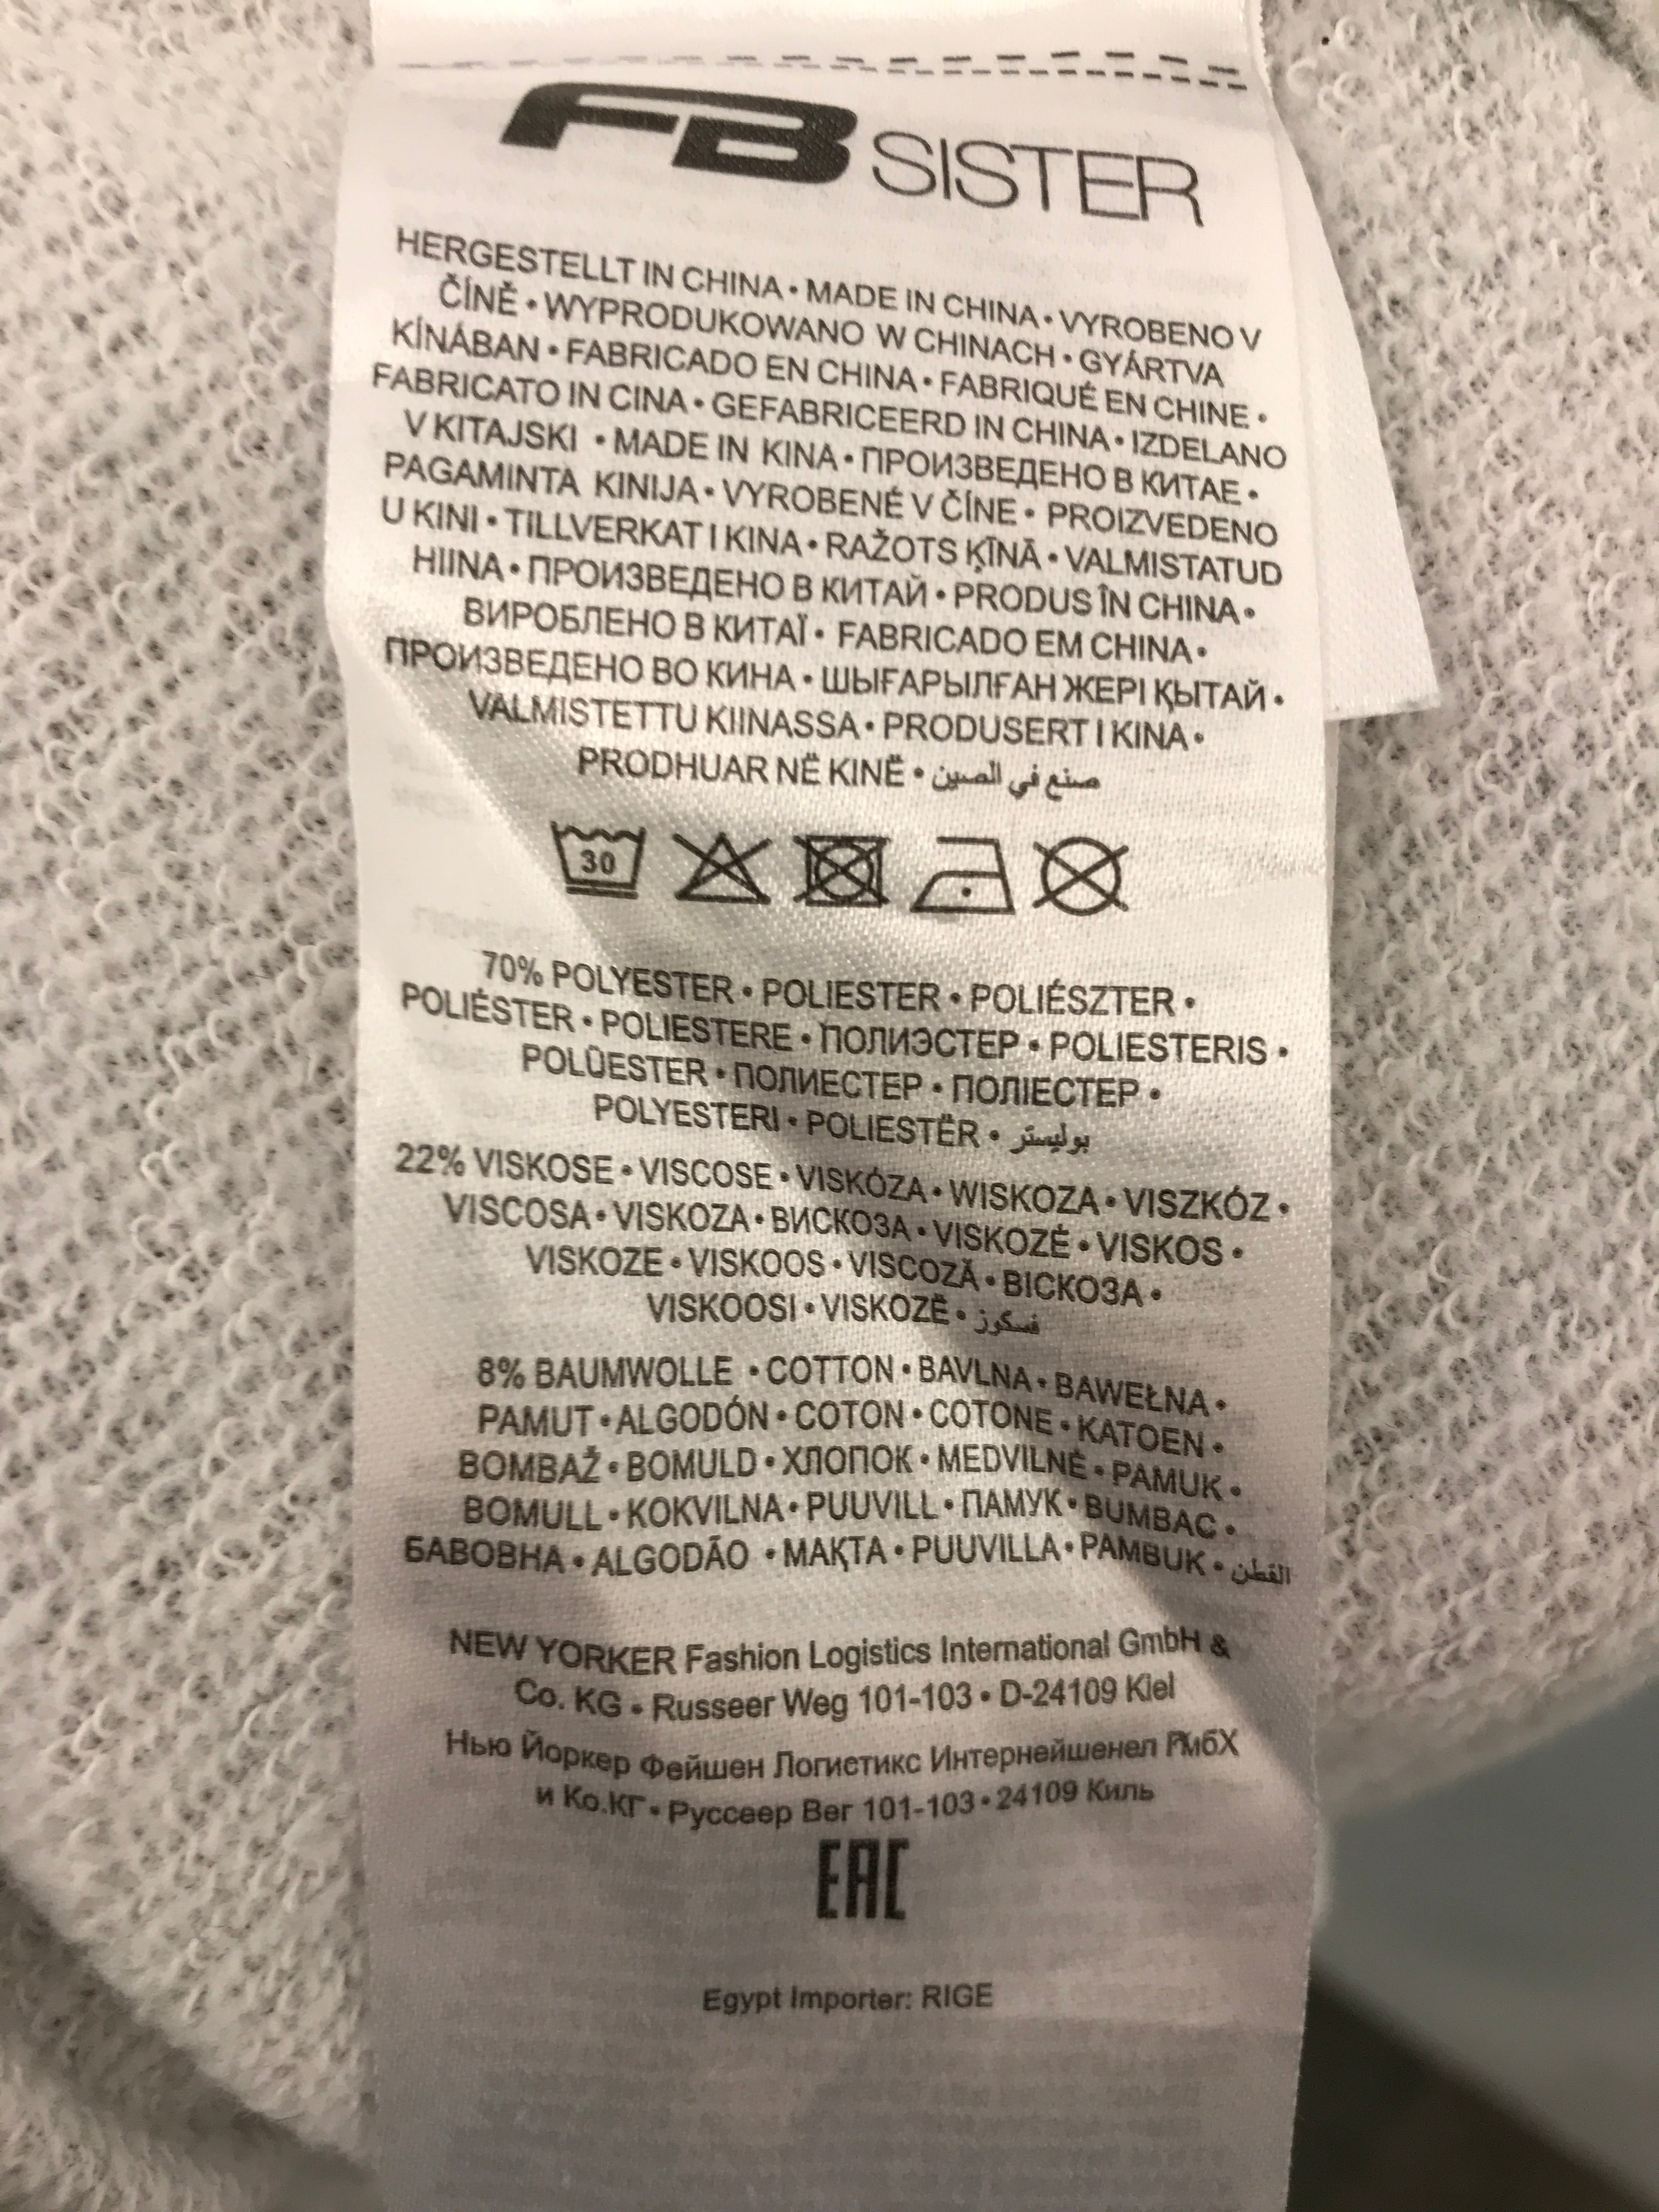 FB SISTER
HERGESTELLT IN CHINA • MADE IN CHINA • VYROBENO V
ČÍNĚ • WYPRODUKOWANO W CHINACH • GYÁRTVA
KÍNÁBAN • FABRICADO EN CHINA • FABRIQUÉ EN CHINE •
FABRICATO IN CINA • GEFABRICEERD IN CHINA • IZDELANO
V KITAJSKI • MADE IN KINA • ПРОИЗВЕДЕНО В КИТАЕ •
PAGAMINTA KINIJA • VYROBENÉ V ČÍNE • PROIZVEDENO
U KINI • TILLVERKAT I KINA • RAŽOTS ĶĪNĀ • VALMISTATUD
HIINA • ПРОИЗВЕДЕНО В КИТАЙ • PRODUS ÎN CHINA •
ВИРОБЛЕНО В КИТАЇ • FABRICADO EM CHINA •
ПРОИЗВЕДЕНО ВО КИНА • ШЫҒАРЫЛҒАН ЖЕРІ ҚЫТАЙ •
VALMISTETTU KIINASSA • PRODUSERT I KINA •
PRODHUAR NË KINË • صنع في الصين
30
70% POLYESTER • POLIESTER • POLIÉSZTER •
POLIÉSTER • POLIESTERE • ПОЛИЭСТЕР • POLIESTERIS •
POLÜESTER • ПОЛИЕСТЕР • ПОЛІЕСТЕР •
POLYESTERI • POLIESTËR • بوليستر
22% VISKOSE • VISCOSE • VISKÓZA • WISKOZA • VISZKÓZ •
VISCOSA • VISKOZA • ВИСКОЗА • VISKOZĖ • VISKOS •
VISKOZE • VISKOOS • VISCOZĂ • ВІСКОЗА •
VISKOOSI • VISKOZË • فسكوز
8% BAUMWOLLE • COTTON • BAVLNA • BAWEŁNA •
PAMUT • ALGODÓN • COTON • COTONE • KATOEN •
BOMBAŽ • BOMULD • ХЛОПОК • MEDVILNĖ • PAMUK •
BOMULL • KOKVILNA • PUUVILL • ПАМУК • BUMBAC •
БАВОВНА • ALGODÃO • МАҚТА • PUUVILLA • PAMBUK • القطن
NEW YORKER Fashion Logistics International GmbH &
Co. KG • Russeer Weg 101-103 • D-24109 Kiel
Нью Йоркер Фейшен Логистикс Интернейшенел ГмбХ
и Ко.КГ • Руссеер Вег 101-103 • 24109 Киль
EAC
Egypt Importer: RIGE